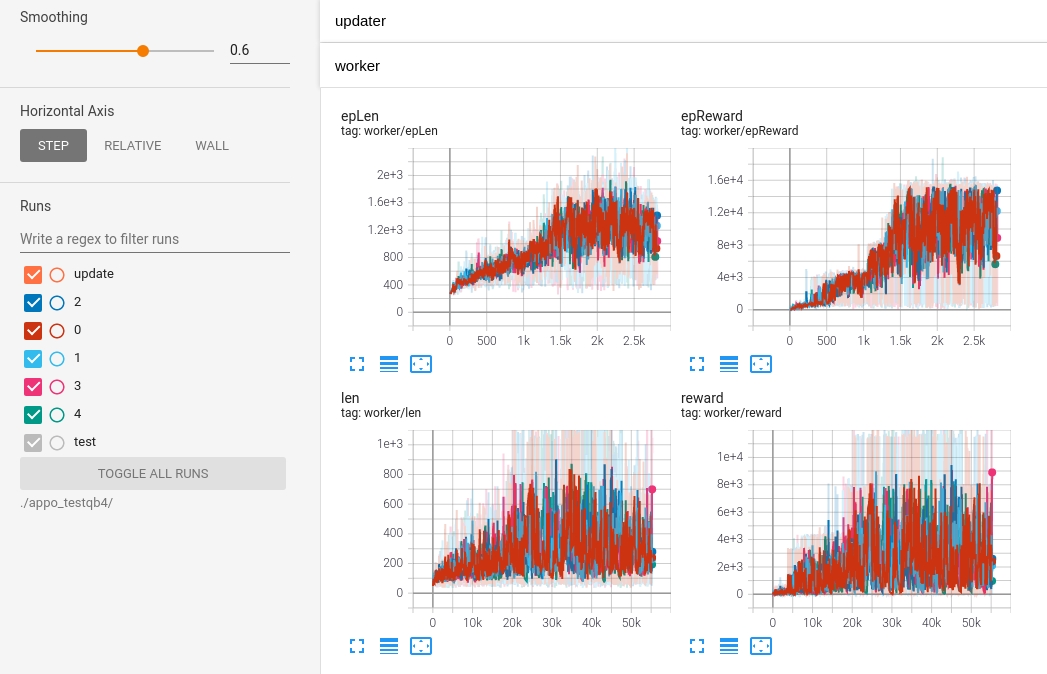 Smoothing
0.6
Horizontal Axis
STEP RELATIVE WALL
Runs
Write a regex to filter runs
update
2
0
1
3
4
test
TOGGLE ALL RUNS
./appo_testqb4/
updater
worker
epLen
tag: worker/epLen
2e+3
1.6e+3
1.2e+3
800
400
0
0 500 1k 1.5k 2k 2.5k
epReward
tag: worker/epReward
1.6e+4
1.2e+4
8e+3
4e+3
0
0 500 1k 1.5k 2k 2.5k
len
tag: worker/len
1e+3
800
600
400
200
0
0 10k 20k 30k 40k 50k
reward
tag: worker/reward
1e+4
8e+3
6e+3
4e+3
2e+3
0
0 10k 20k 30k 40k 50k